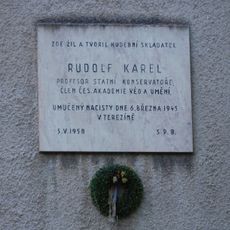 ZDE ŽIL A TVOŘIL HUDEBNÍ SKLADATEL
RUDOLF KAREL
PROFESOR STÁTNÍ KONSERVATOŘE
ČLEN ČES. AKADEMIE VĚD A UMĚNÍ.
UMUČENÝ NACISTY DNE 6. BŘEZNA 1945
V TEREZÍNĚ
5. V. 1958 S. P. B.